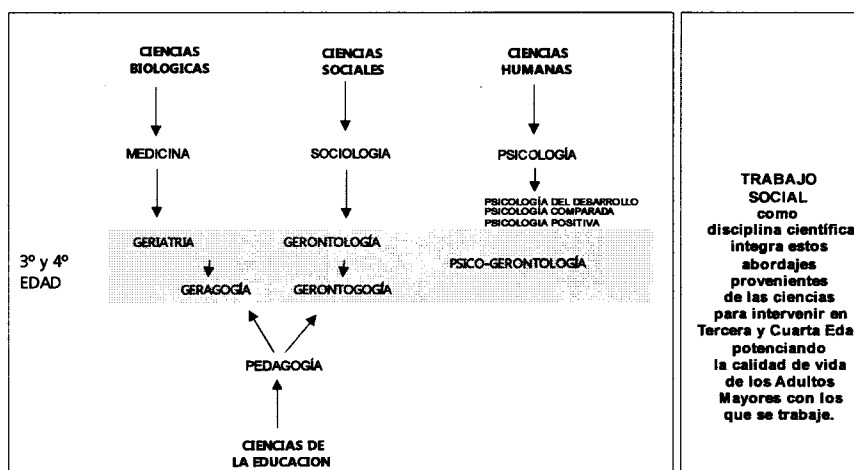 CIENCIAS
BIOLOGICAS
CIENCIAS
SOCIALES
CIENCIAS
HUMANAS
MEDICINA
SOCIOLOGIA
PSICOLOGÍA
PSICOLOGÍA DEL DESARROLLO
PSICOLOGÍA COMPARADA
PSICOLOGIA POSITIVA
3º y 4º
EDAD
GERIATRIA
GERONTOLOGÍA
PSICO-GERONTOLOGÍA
GERAGOGÍA
GERONTOGOGÍA
PEDAGOGÍA
CIENCIAS DE
LA EDUCACION
TRABAJO
SOCIAL
como
disciplina científica
integra estos
abordajes
provenientes
de las ciencias
para intervenir en
Tercera y Cuarta Eda
potenciando
la calidad de vida
de los Adultos
Mayores con los
que se trabaje.